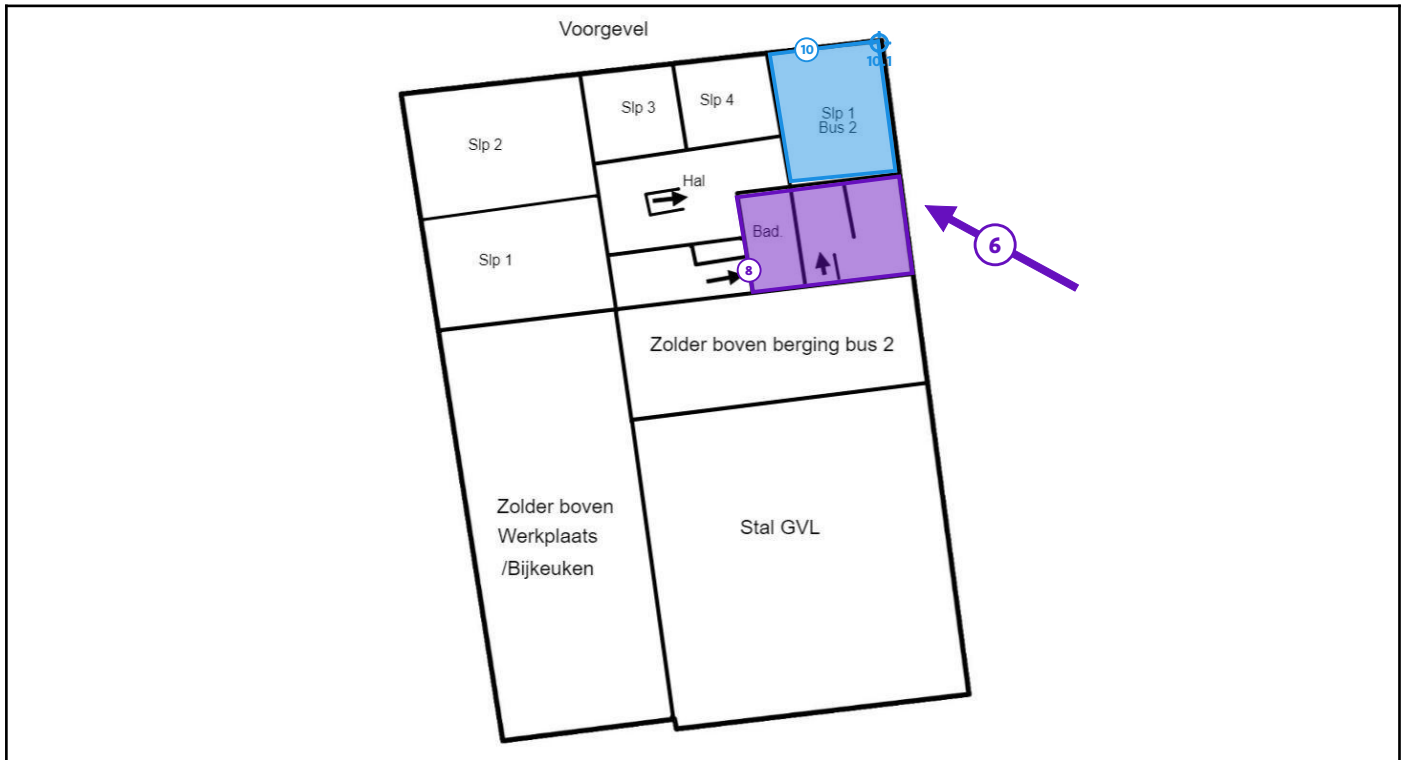 Voorgevel
10
10.1
Slp 3
Slp 4
Slp 1
Bus 2
Slp 2
Hal
Bad.
6
Slp 1
8
Zolder boven berging bus 2
Zolder boven
Werkplaats
/Bijkeuken
Stal GVL